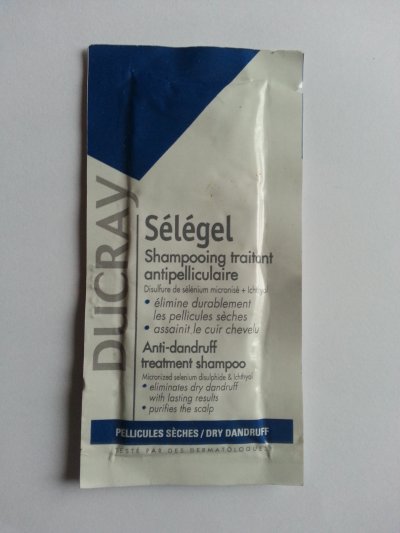 DUCRAY
Sélégel
Shampooing traitant
antipelliculaire
Disulfure de sélénium micronisé + Ichthyol
• élimine durablement
les pellicules sèches
• assainit le cuir chevelu
Anti-dandruff
treatment shampoo
Micronized selenium disulphide & Ichthyol
• eliminates dry dandruff
with lasting results
• purifies the scalp
PELLICULES SÈCHES / DRY DANDRUFF
TESTÉ PAR DES DERMATOLOGUES